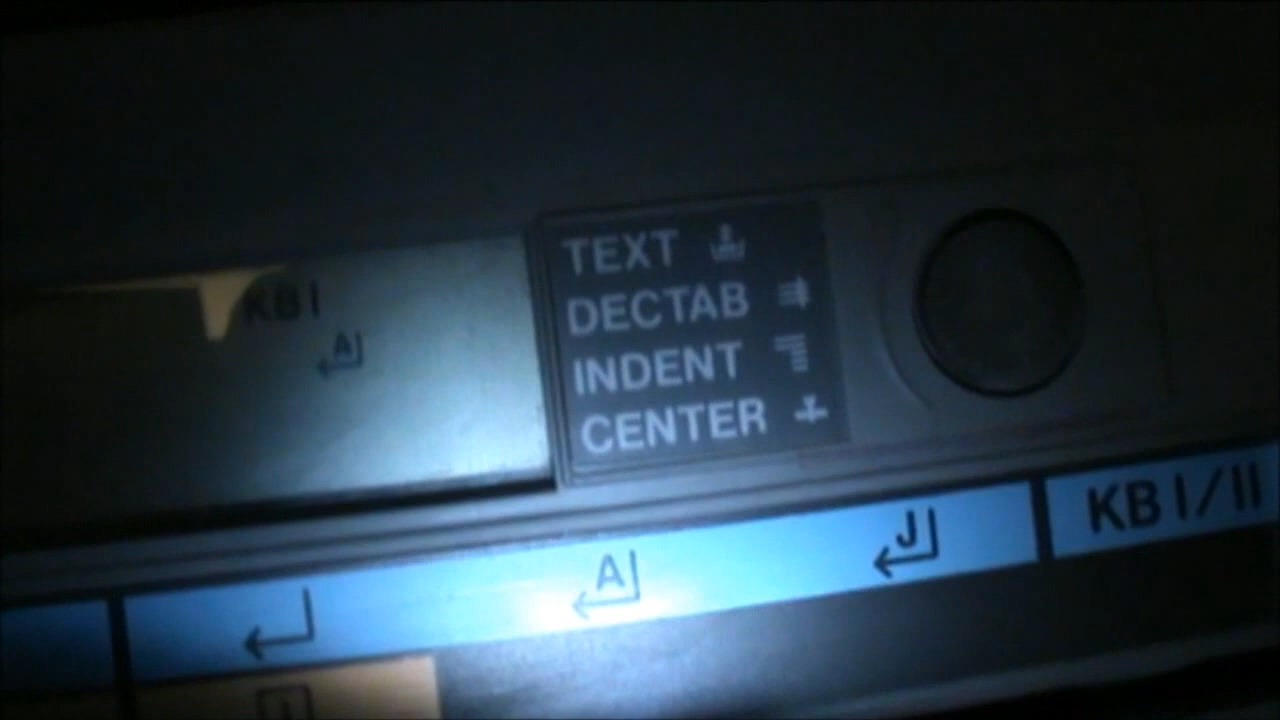 KB I
A
TEXT
DECTAB
INDENT
CENTER
A
J
KB I/II